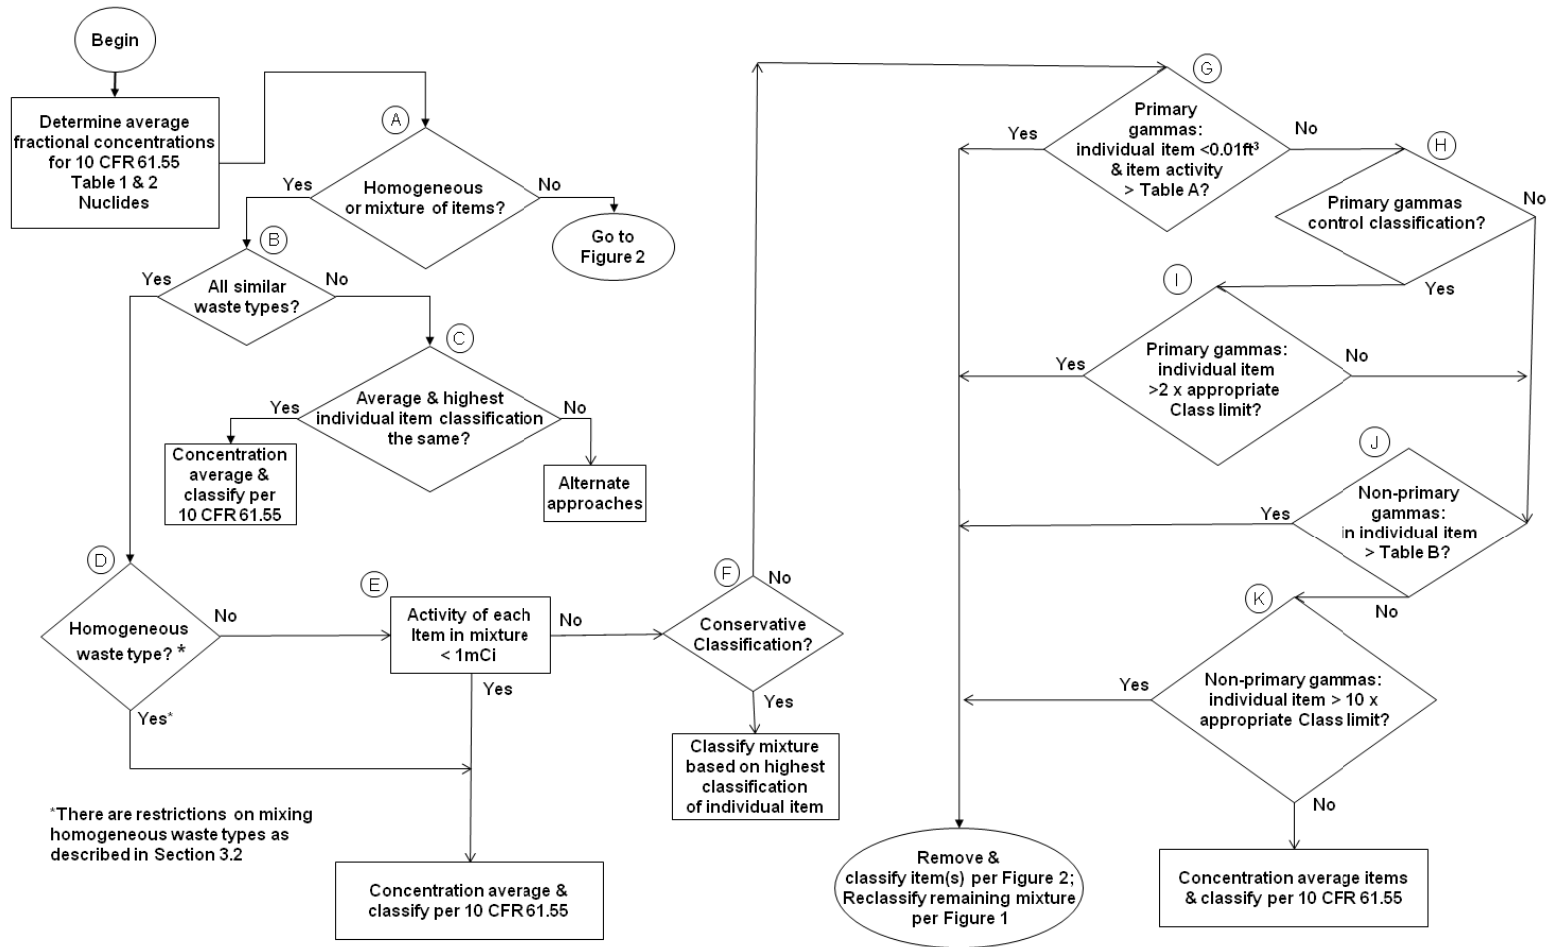 Begin
Determine average
fractional concentrations
for 10 CFR 61.55
Table 1 & 2
Nuclides
A
Homogeneous
or mixture of items?
Yes
No
Go to
Figure 2
B
All similar
waste types?
Yes
No
C
Average & highest
individual item classification
the same?
Yes
No
Concentration
average &
classify per
10 CFR 61.55
Alternate
approaches
D
Homogeneous
waste type? *
No
Yes*
E
Activity of each
Item in mixture
< 1mCi
No
Yes
Concentration average &
classify per 10 CFR 61.55
*There are restrictions on mixing
homogeneous waste types as
described in Section 3.2
F
Conservative
Classification?
No
Yes
Classify mixture
based on highest
classification
of individual item
G
Primary
gammas:
individual item <0.01ft³
& item activity
> Table A?
Yes
No
H
Primary gammas
control classification?
No
Yes
I
Primary gammas:
individual item
>2 x appropriate
Class limit?
Yes
No
J
Non-primary
gammas:
in individual item
> Table B?
Yes
No
K
Non-primary gammas:
individual item > 10 x
appropriate Class limit?
Yes
No
Remove &
classify item(s) per Figure 2;
Reclassify remaining mixture
per Figure 1
Concentration average items
& classify per 10 CFR 61.55